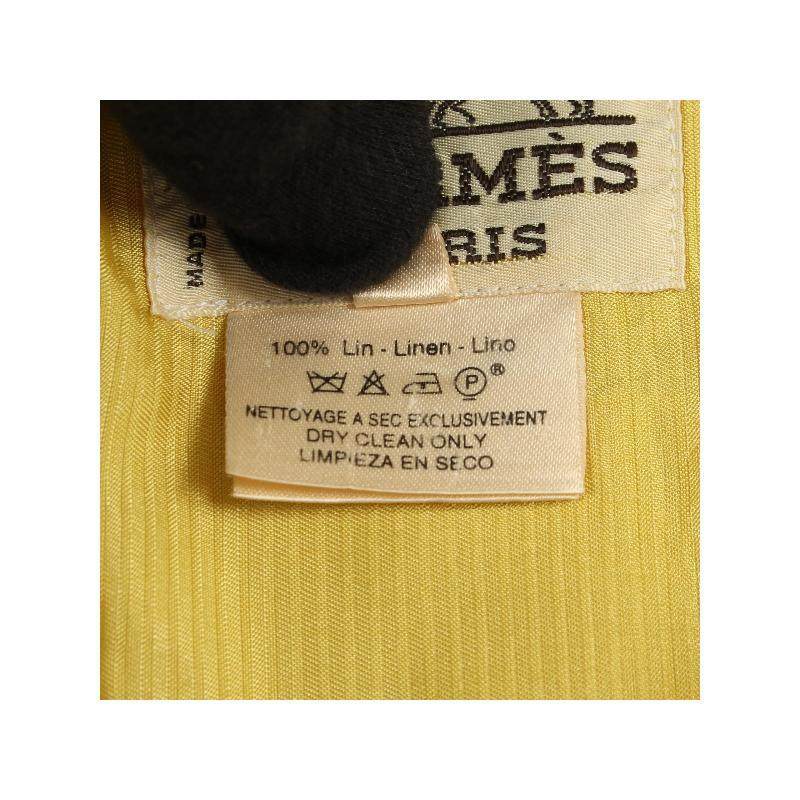 MADE
RMÈS
RIS
100% Lin - Linen - Lino
P ®
NETTOYAGE A SEC EXCLUSIVEMENT
DRY CLEAN ONLY
LIMPIEZA EN SECO